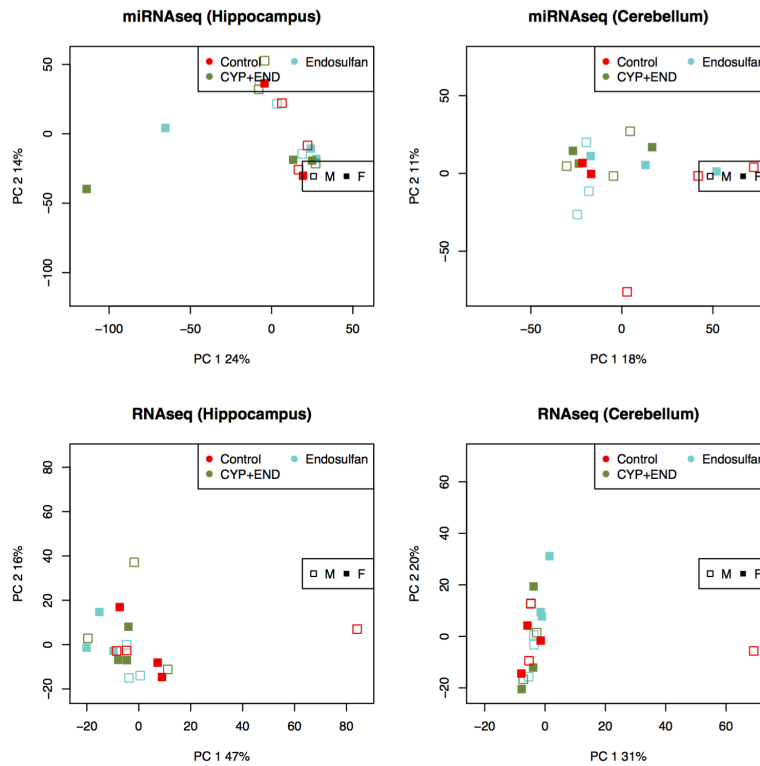 miRNAseq (Hippocampus)
PC 2 14%
50
0
−50
−100
Control Endosulfan
CYP+END
M F
−100 −50 0 50
PC 1 24%
miRNAseq (Cerebellum)
PC 2 11%
50
0
−50
Control Endosulfan
CYP+END
M F
−50 0 50
PC 1 18%
RNAseq (Hippocampus)
PC 2 16%
80
60
40
20
0
−20
Control Endosulfan
CYP+END
M F
−20 0 20 40 60 80
PC 1 47%
RNAseq (Cerebellum)
PC 2 20%
60
40
20
0
−20
Control Endosulfan
CYP+END
M F
−20 0 20 40 60
PC 1 31%